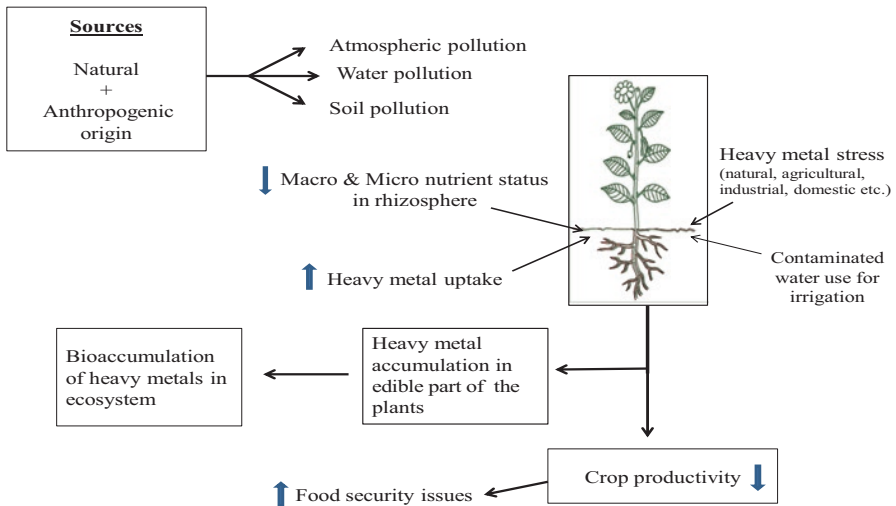 Sources
Natural
+
Anthropogenic
origin
Atmospheric pollution
Water pollution
Soil pollution
Macro & Micro nutrient status
in rhizosphere
Heavy metal uptake
Heavy metal stress
(natural, agricultural,
industrial, domestic etc.)
Contaminated
water use for
irrigation
Bioaccumulation
of heavy metals in
ecosystem
Heavy metal
accumulation in
edible part of the
plants
Crop productivity
Food security issues